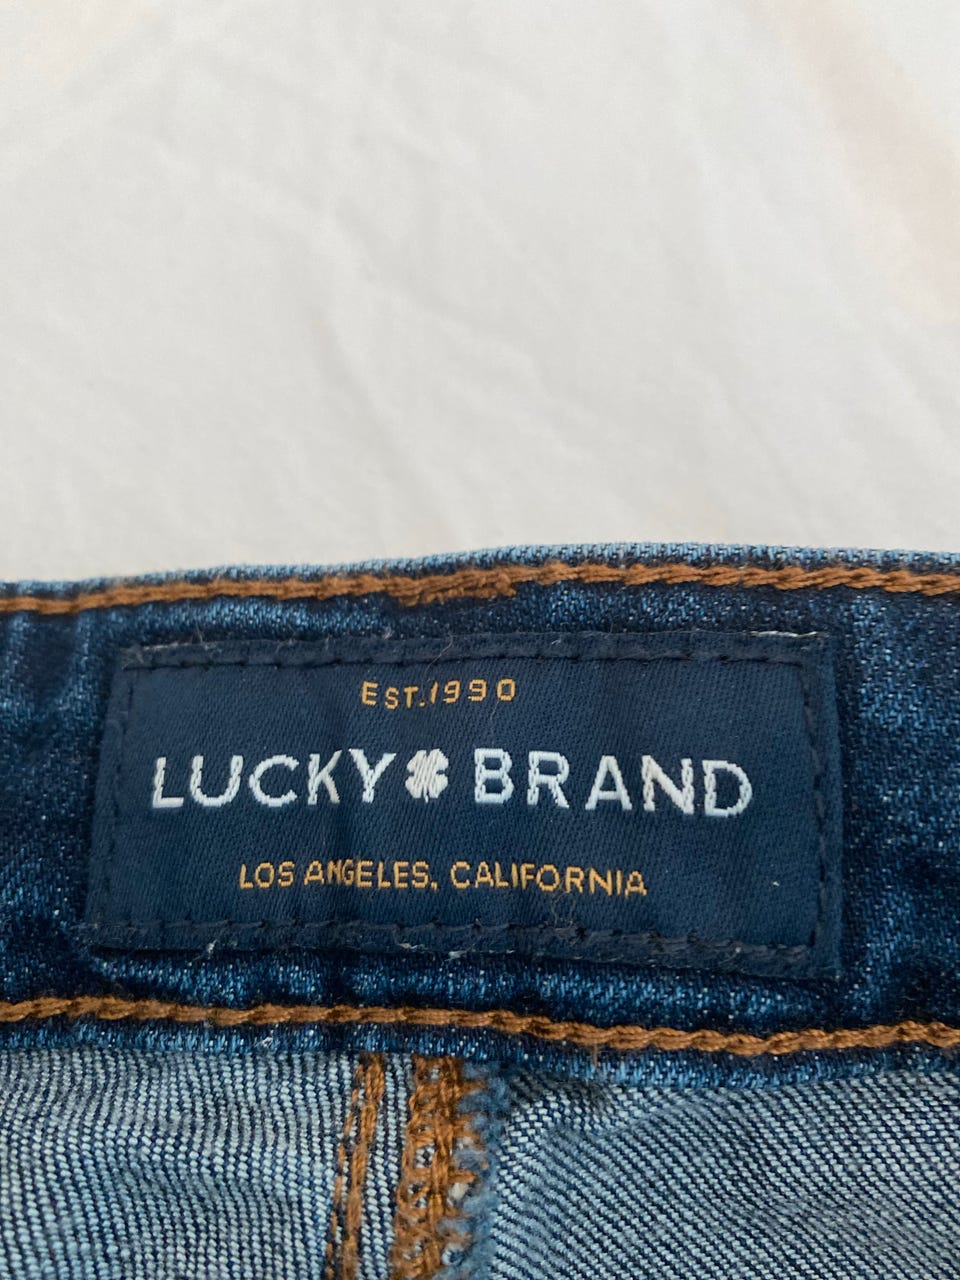 EST.1990
LUCKY BRAND
LOS ANGELES, CALIFORNIA